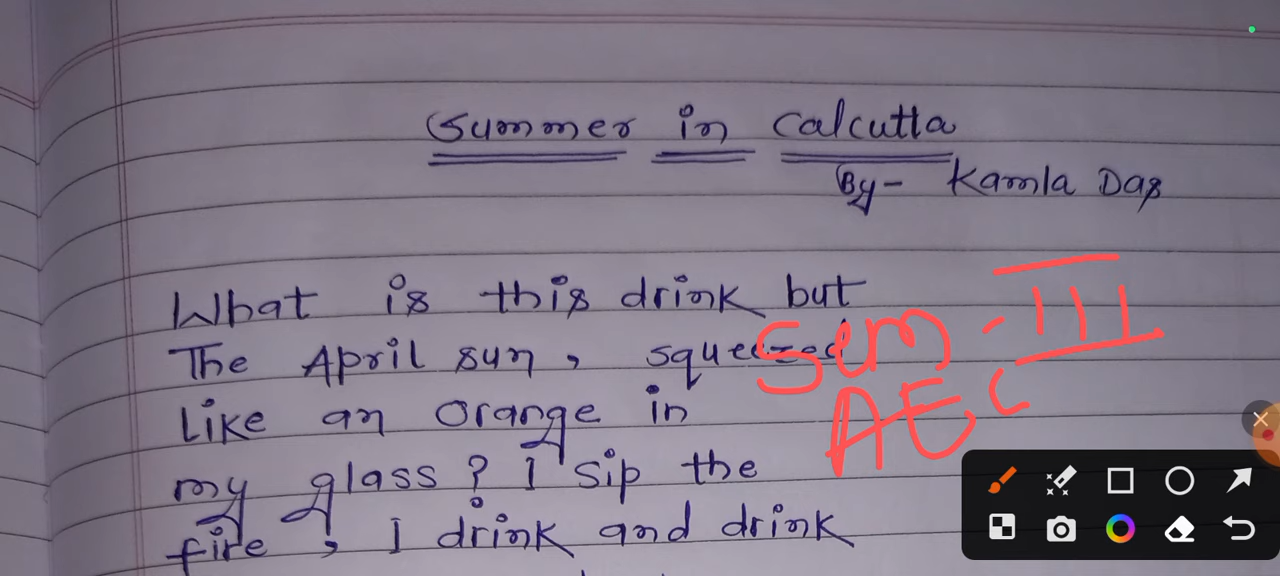 Summer in Calcutta
By- Kamla Das
What is this drink but
The April sun, squeezed
Like an orange in
my glass? I sip the
fire, I drink and drink
Sem-III
AEC